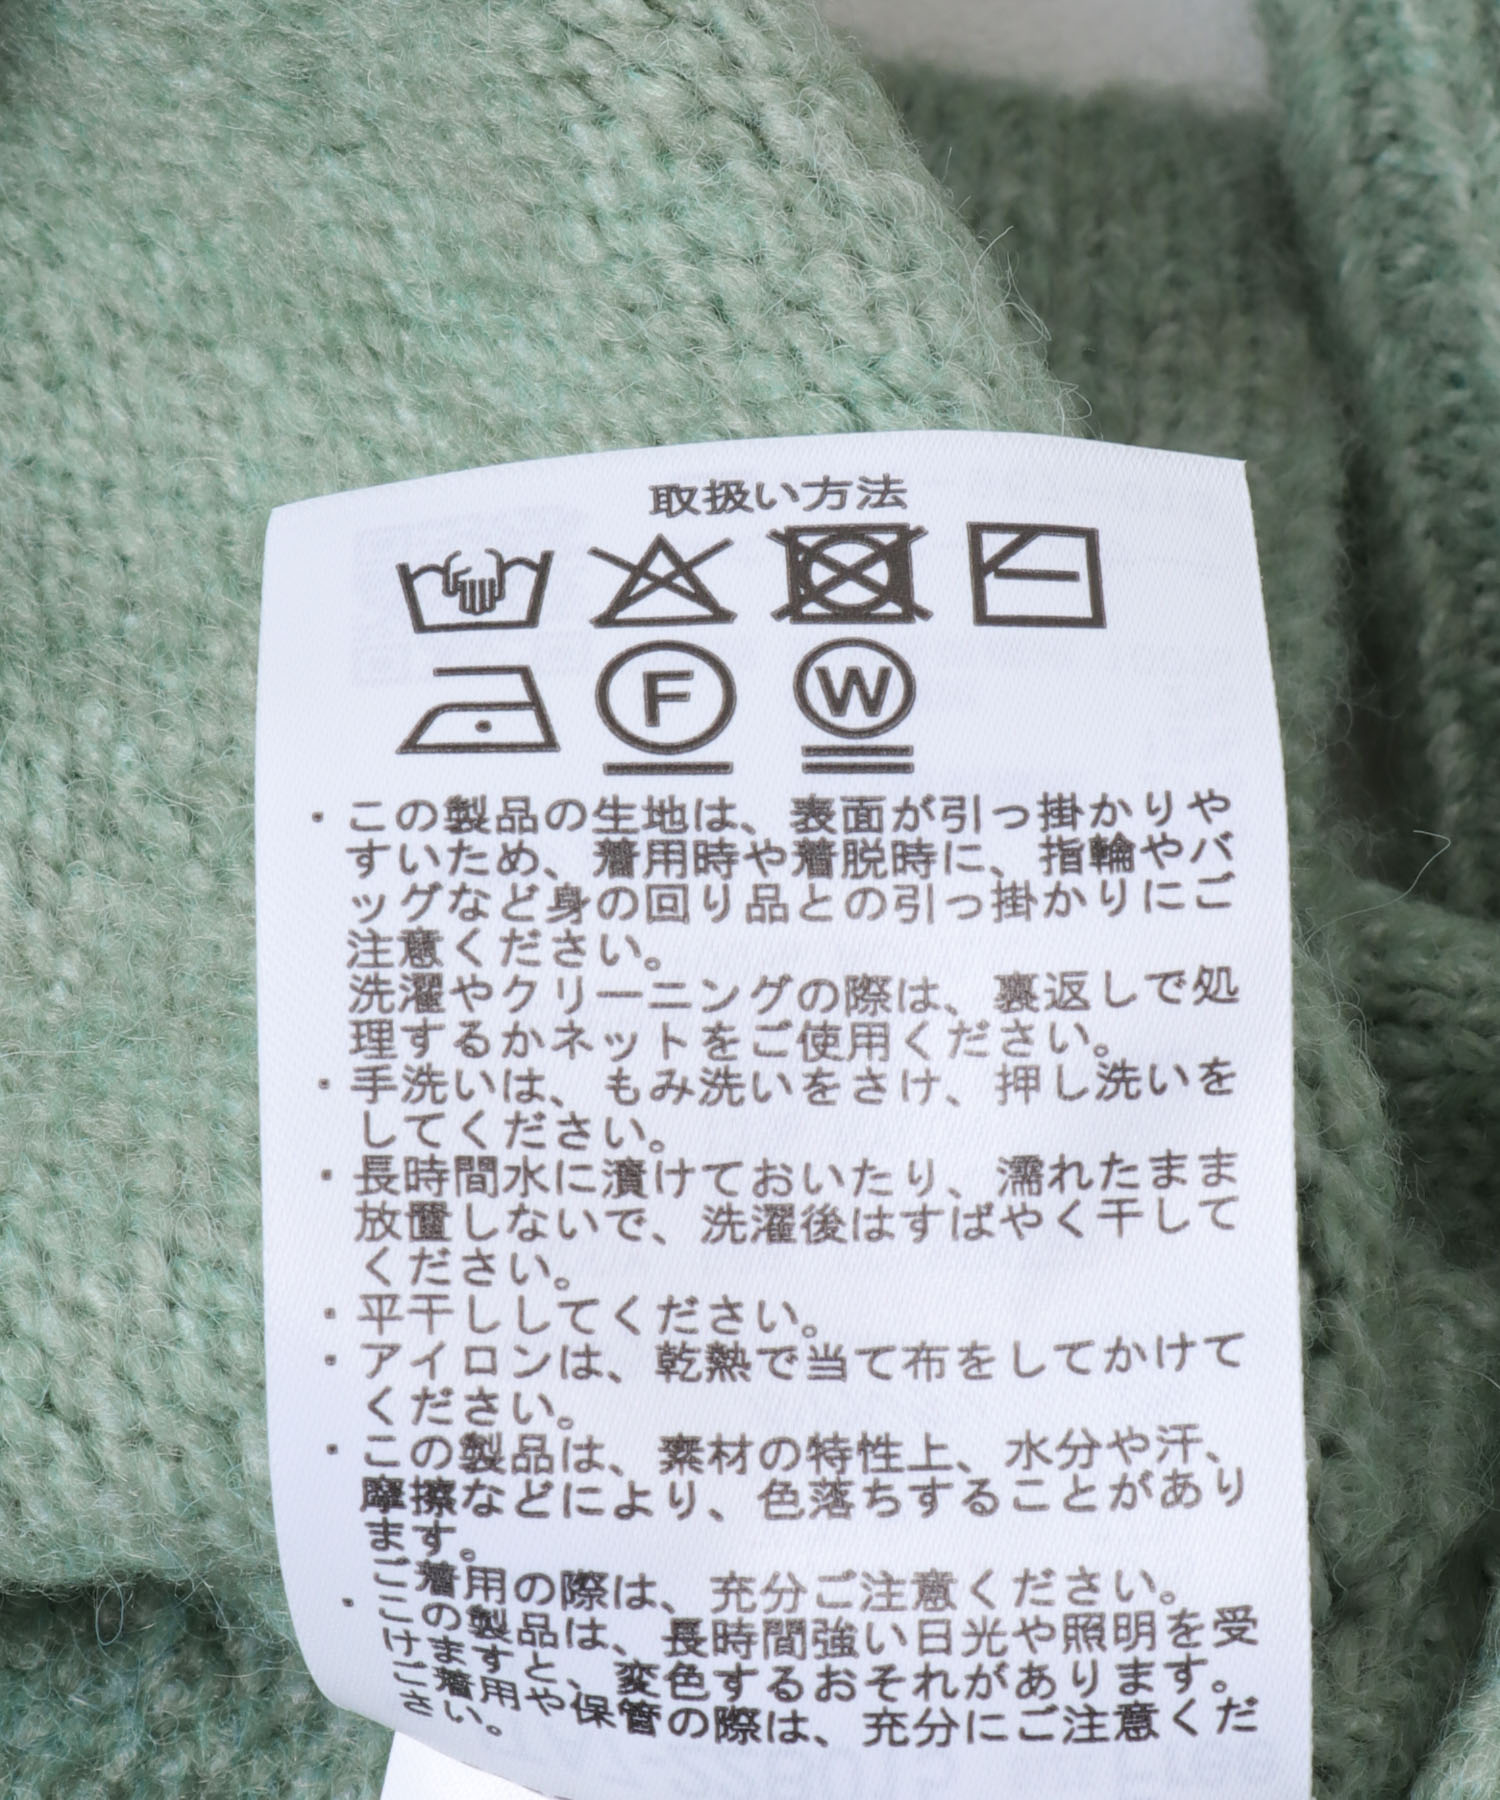 取扱い方法
F W
・この製品の生地は、表面が引っ掛かりや
すいため、着用時や着脱時に、指輪やバ
ッグなど身の回り品との引っ掛かりにご
注意ください。
洗濯やクリーニングの際は、裏返しで処
理するかネットをご使用ください。
・手洗いは、もみ洗いをさけ、押し洗いを
してください。
・長時間水に漬けておいたり、濡れたまま
放置しないで、洗濯後はすばやく干して
ください。
・平干ししてください。
・アイロンは、乾熱で当て布をしてかけて
ください。
・この製品は、素材の特性上、水分や汗、
摩擦などにより、色落ちすることがあり
ます。
ご着用の際は、充分ご注意ください。
・この製品は、長時間強い日光や照明を受
けますと、変色するおそれがあります。
ご着用や保管の際は、充分にご注意くだ
さい。